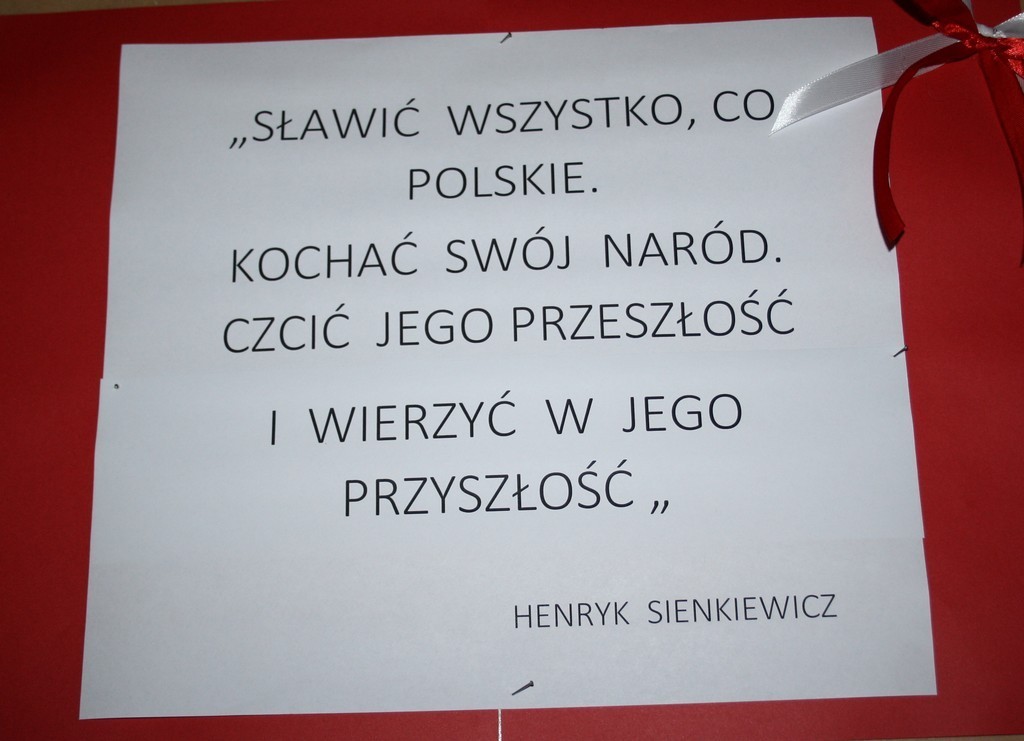 „SŁAWIĆ WSZYSTKO, CO
POLSKIE.
KOCHAĆ SWÓJ NARÓD.
CZCIĆ JEGO PRZESZŁOŚĆ
I WIERZYĆ W JEGO
PRZYSZŁOŚĆ „
HENRYK SIENKIEWICZ